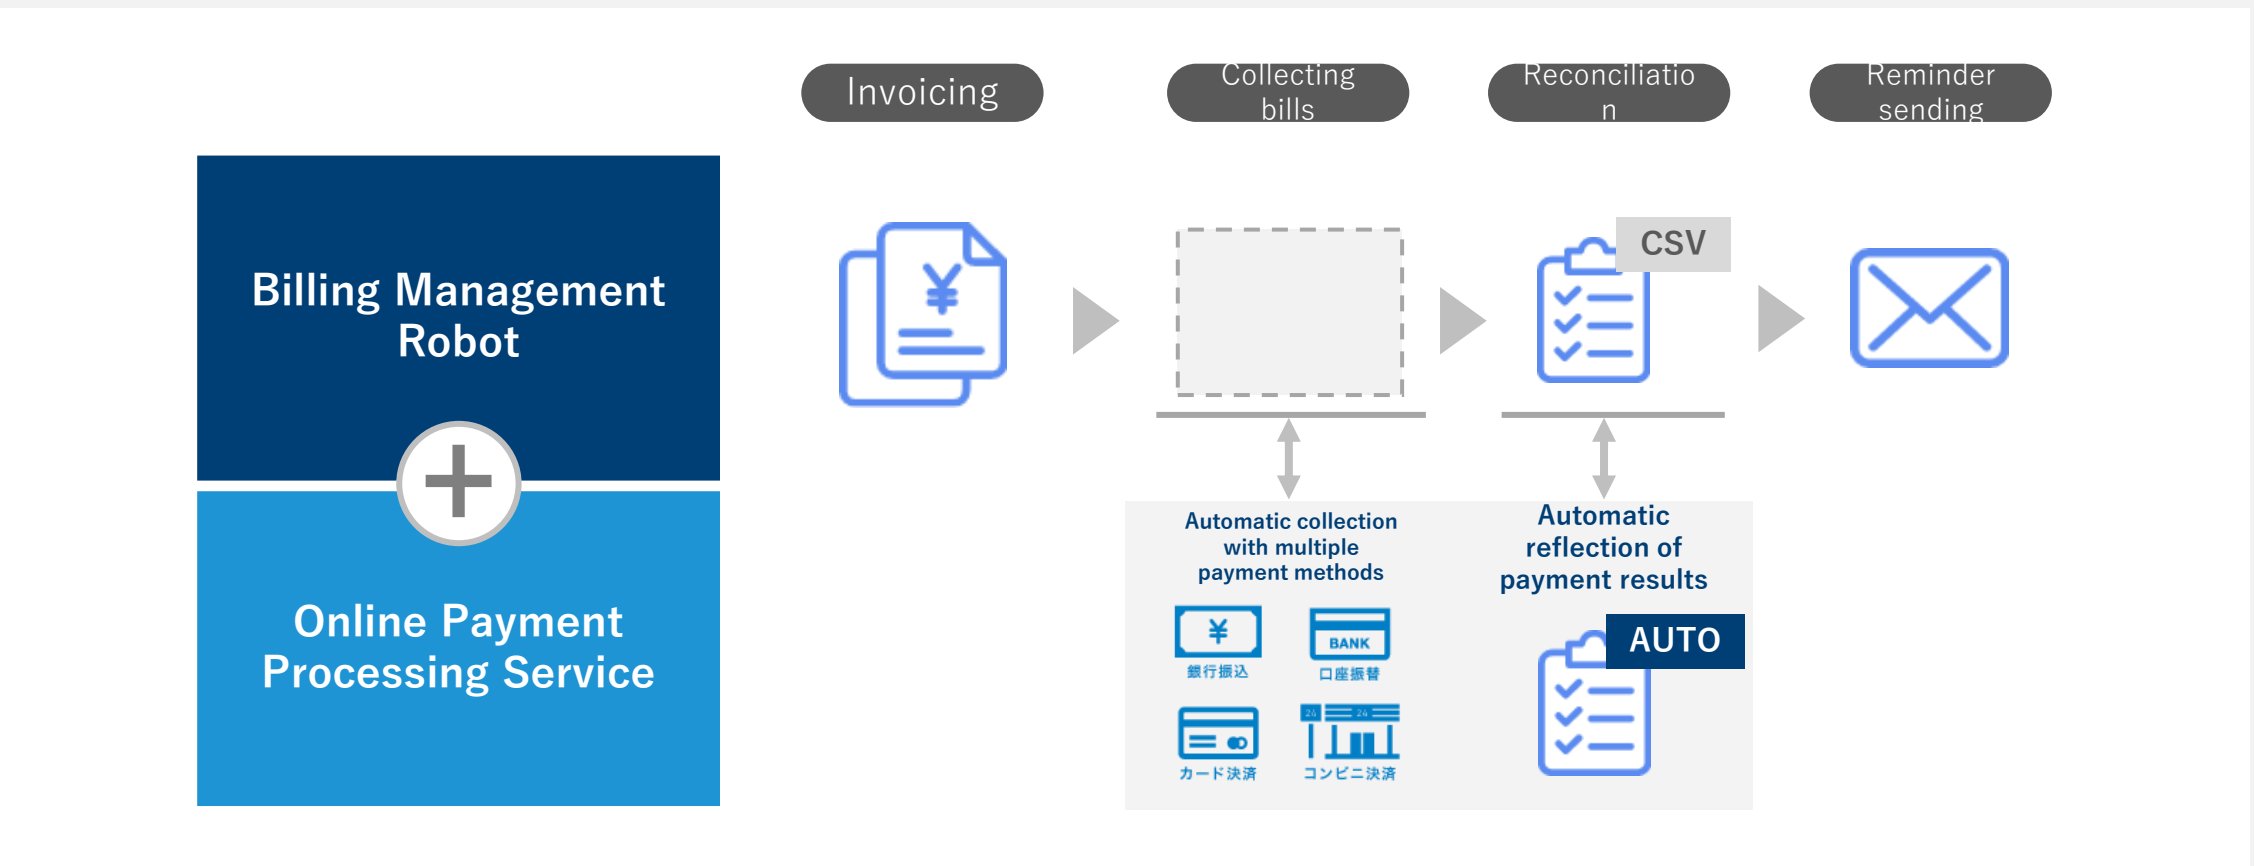 Invoicing
Collecting
bills
Reconciliatio
n
Reminder
sending
Billing Management
Robot
+
Online Payment
Processing Service
¥
CSV
Automatic collection
with multiple
payment methods
Automatic
reflection of
payment results
¥
銀行振込
BANK
口座振替
カード決済
24 24
コンビニ決済
AUTO